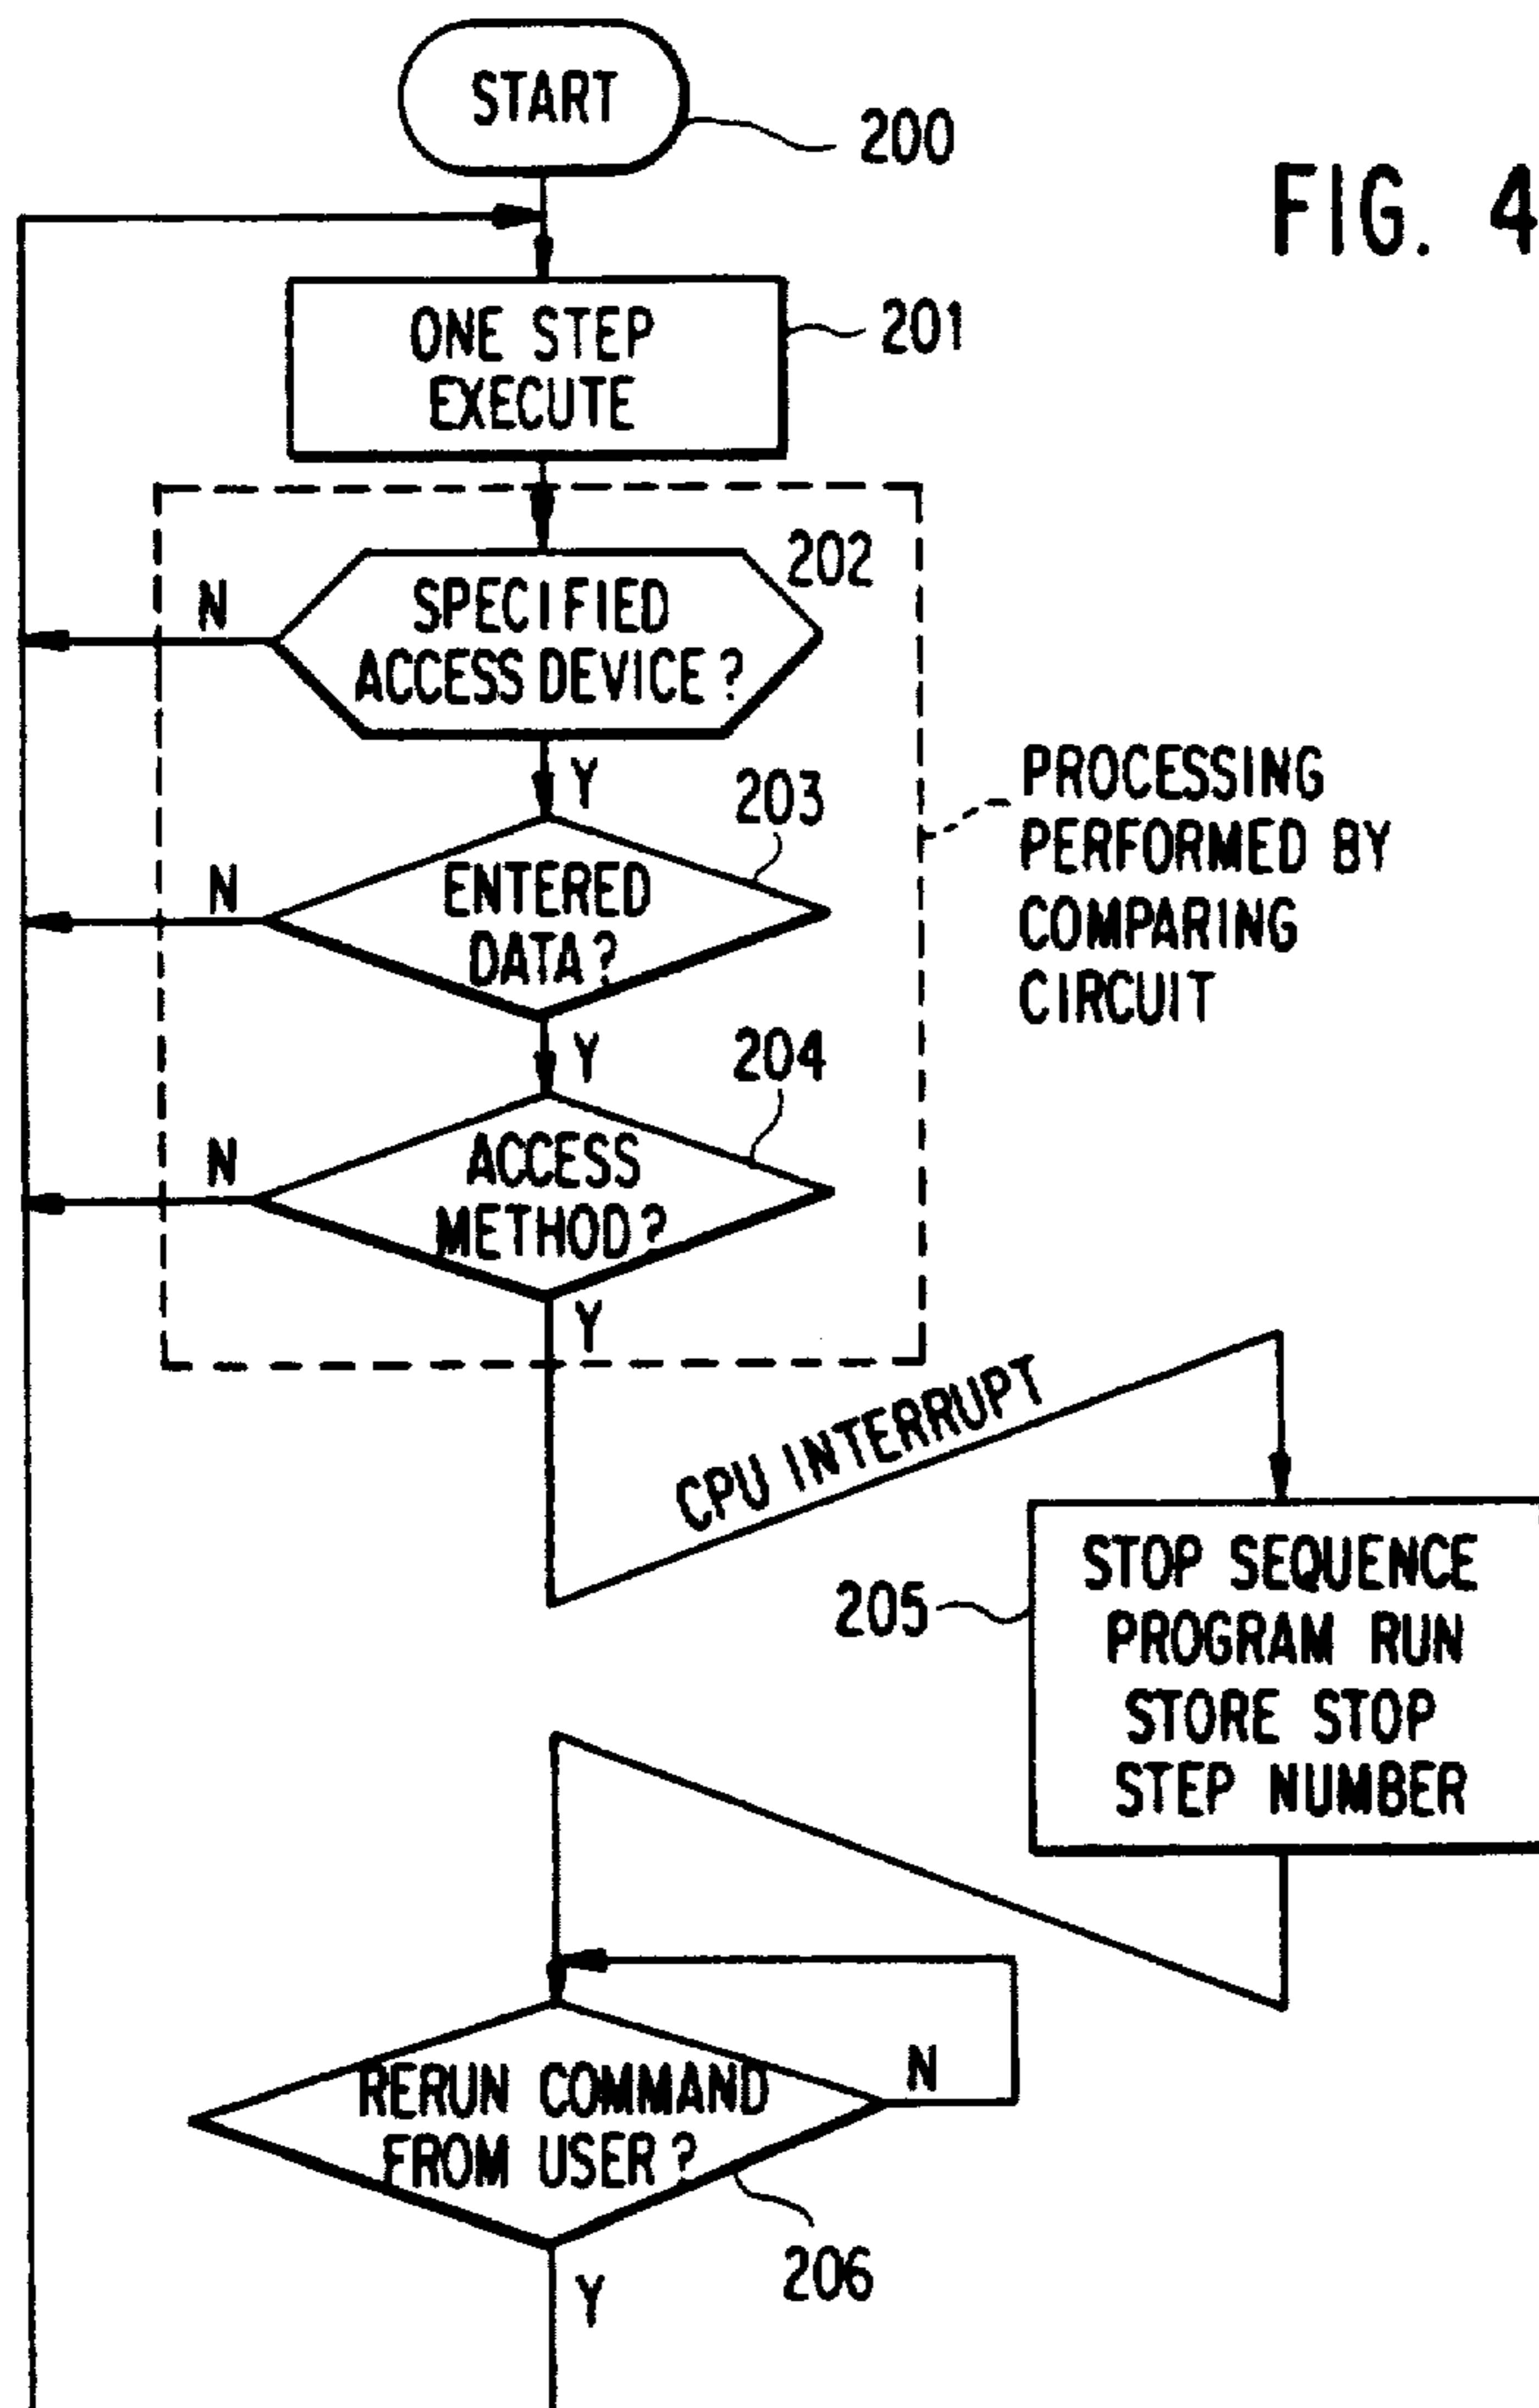 START
200
FIG. 4
ONE STEP
EXECUTE
201
202
SPECIFIED
ACCESS DEVICE?
N
Y
203
ENTERED
DATA?
N
Y
PROCESSING
PERFORMED BY
COMPARING
CIRCUIT
204
ACCESS
METHOD?
N
Y
CPU INTERRUPT
205
STOP SEQUENCE
PROGRAM RUN
STORE STOP
STEP NUMBER
RERUN COMMAND
FROM USER?
N
206
Y